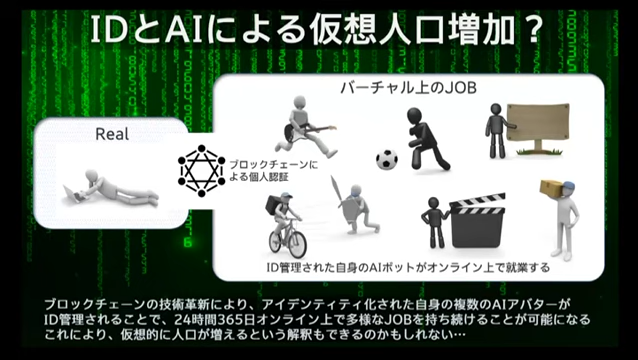 IDとAIによる仮想人口増加？
バーチャル上のJOB
Real
ブロックチェーンに
よる個人認証
ID管理された自身のAIボットがオンライン上で就業する
ブロックチェーンの技術革新により、アイデンティティ化された自身の複数のAIアバターが
ID管理されることで、24時間365日オンライン上で多様なJOBを持ち続けることが可能になる
これにより、仮想的に人口が増えるという解釈もできるのかもしれない…